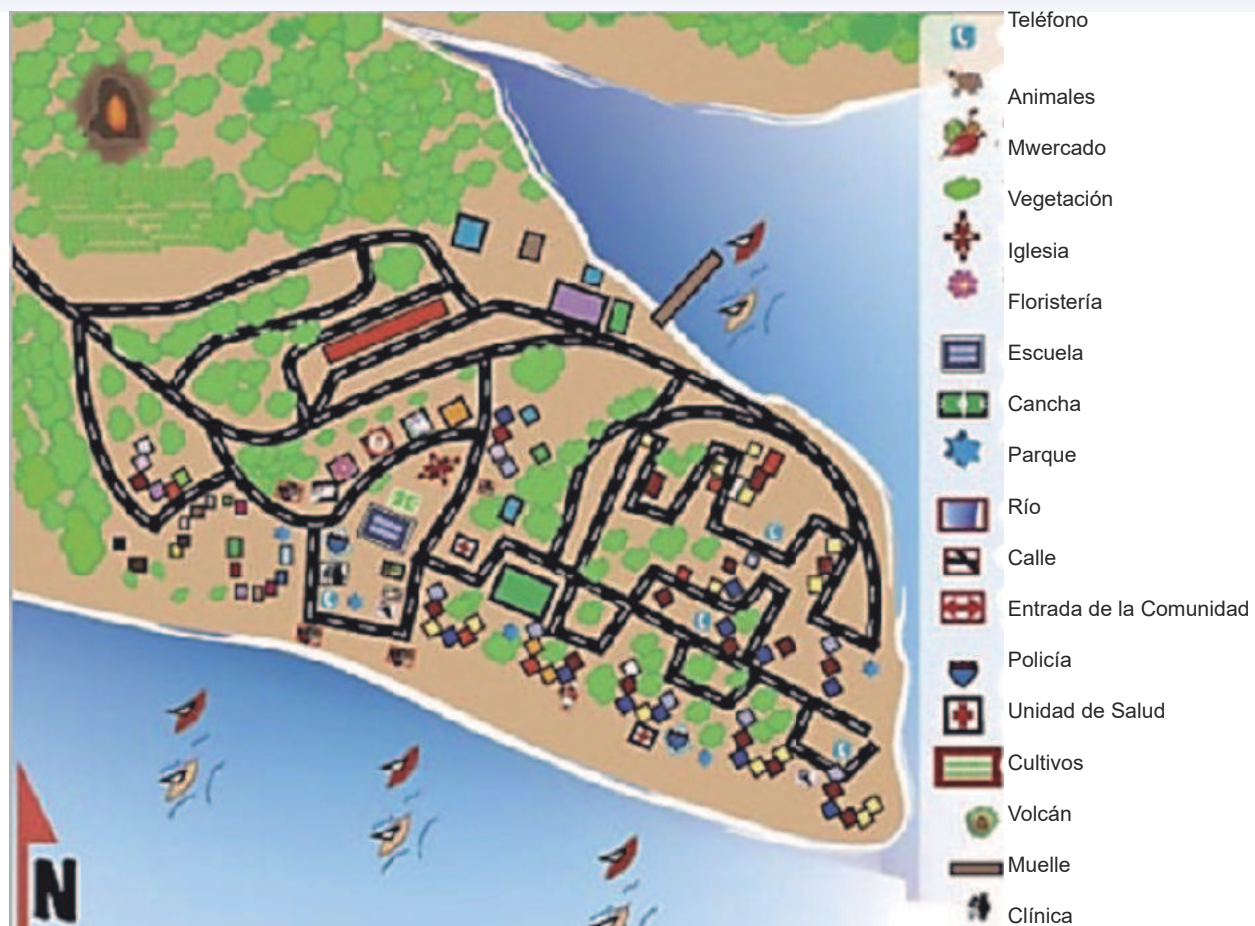 Teléfono
Animales
Mwercado
Vegetación
Iglesia
Floristería
Escuela
Cancha
Parque
Río
Calle
Entrada de la Comunidad
Policía
Unidad de Salud
Cultivos
Volcán
Muelle
Clínica
N